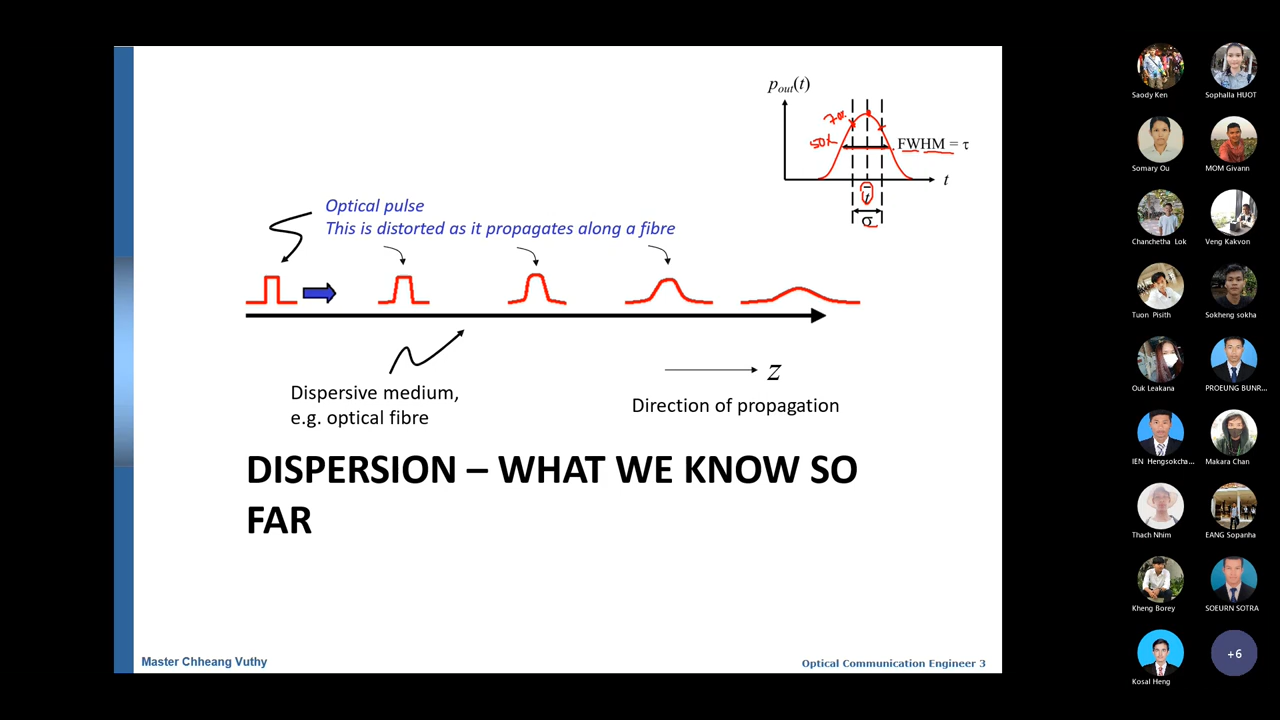 p_out(t)
70%
50%
FWHM = τ
t
t̄
σ
Optical pulse
This is distorted as it propagates along a fibre
z
Dispersive medium,
e.g. optical fibre
Direction of propagation
DISPERSION – WHAT WE KNOW SO
FAR
Master Chheang Vuthy
Optical Communication Engineer 3
Saody Ken
Sophalla HUOT
Somary Ou
MOM Givann
Chanchetha Lok
Veng Kakvon
Tuon Pisith
Sokheng sokha
Ouk Leakana
PROEUNG BUNR...
IEN Hengsokcha...
Makara Chan
Thach Nhim
EANG Sopanha
Kheng Borey
SOEURN SOTRA
Kosal Heng
+6